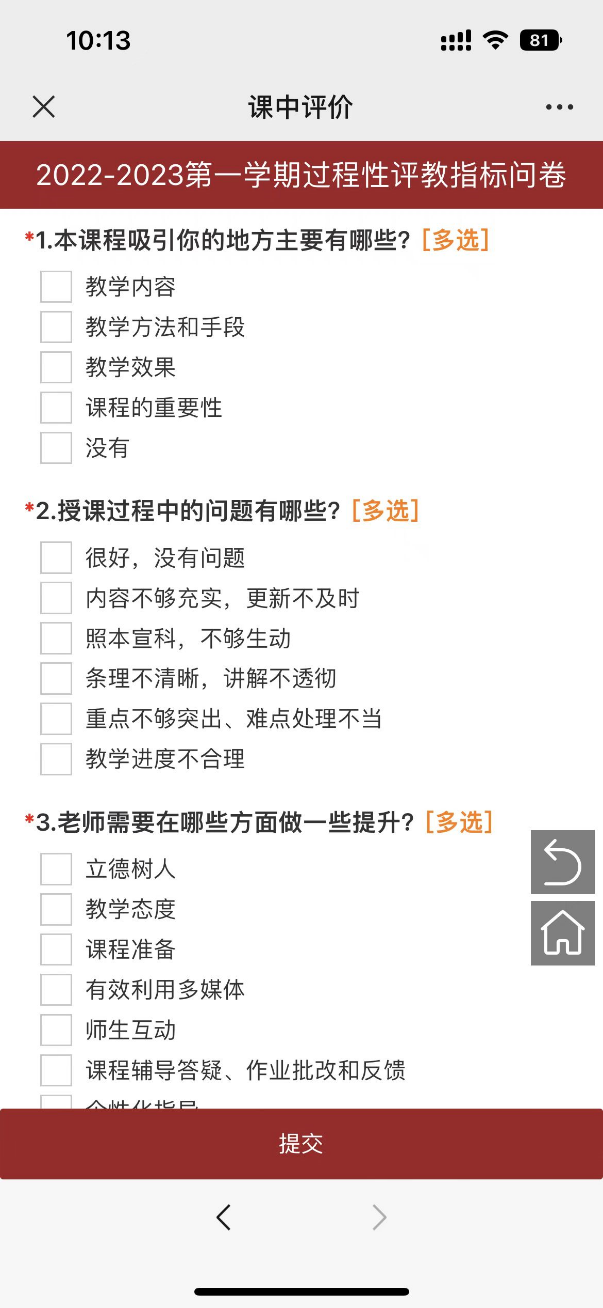 10:13
81
课中评价
2022-2023第一学期过程性评教指标问卷
*1.本课程吸引你的地方主要有哪些? [多选]
教学内容
教学方法和手段
教学效果
课程的重要性
没有
*2.授课过程中的问题有哪些? [多选]
很好，没有问题
内容不够充实，更新不及时
照本宣科，不够生动
条理不清晰，讲解不透彻
重点不够突出、难点处理不当
教学进度不合理
*3.老师需要在哪些方面做一些提升? [多选]
立德树人
教学态度
课程准备
有效利用多媒体
师生互动
课程辅导答疑、作业批改和反馈
个性化指导
提交